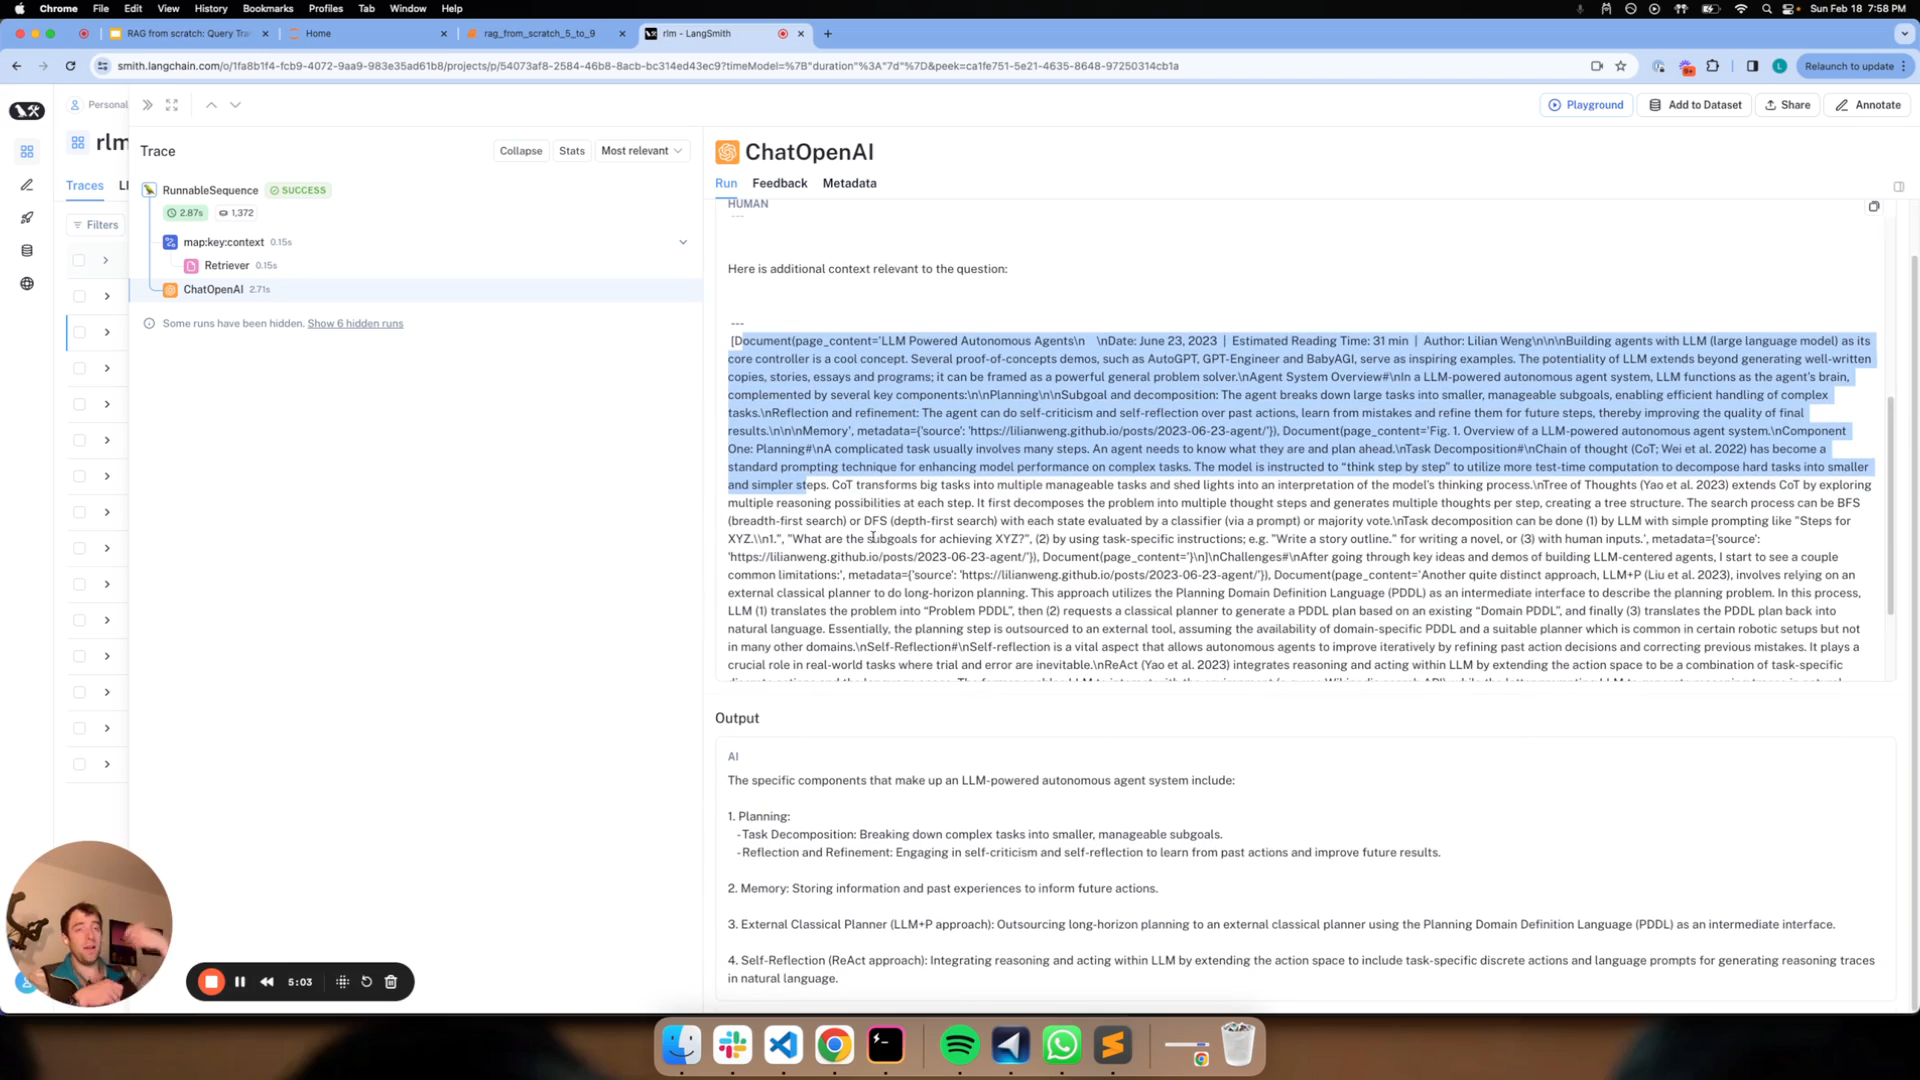 Chrome File Edit View History Bookmarks Profiles Tab Window Help Sun Feb 18 7:58 PM
RAG from scratch: Query Tra Home rag_from_scratch_5_to_9 rlm - LangSmith
smith.langchain.com/o/1fa8b1f4-fcb9-4072-9aa9-983e35ad61b8/projects/p/54073af8-2584-46b8-8acb-bc314ed43ec9?timeModel=%7B"duration"%3A"7d"%7D&peek=ca1fe751-5e21-4635-8648-97250314cb1a
Relaunch to update
Personal
Playground Add to Dataset Share Annotate
rlm
Trace
Collapse Stats Most relevant
ChatOpenAI
Traces
Run Feedback Metadata
RunnableSequence SUCCESS
2.87s 1,372
Filters
map:key:context 0.15s
Retriever 0.15s
ChatOpenAI 2.71s
Some runs have been hidden. Show 6 hidden runs
HUMAN
---
Here is additional context relevant to the question:
---
[Document(page_content='LLM Powered Autonomous Agents\n    \nDate: June 23, 2023 | Estimated Reading Time: 31 min | Author: Lilian Weng\n\n\nBuilding agents with LLM (large language model) as its
core controller is a cool concept. Several proof-of-concepts demos, such as AutoGPT, GPT-Engineer and BabyAGI, serve as inspiring examples. The potentiality of LLM extends beyond generating well-written
copies, stories, essays and programs; it can be framed as a powerful general problem solver.\nAgent System Overview#\nIn a LLM-powered autonomous agent system, LLM functions as the agent's brain,
complemented by several key components:\n\nPlanning\n\nSubgoal and decomposition: The agent breaks down large tasks into smaller, manageable subgoals, enabling efficient handling of complex
tasks.\nReflection and refinement: The agent can do self-criticism and self-reflection over past actions, learn from mistakes and refine them for future steps, thereby improving the quality of final
results.\n\n\nMemory', metadata={'source': 'https://lilianweng.github.io/posts/2023-06-23-agent/'}), Document(page_content='Fig. 1. Overview of a LLM-powered autonomous agent system.\nComponent
One: Planning#\nA complicated task usually involves many steps. An agent needs to know what they are and plan ahead.\nTask Decomposition#\nChain of thought (CoT; Wei et al. 2022) has become a
standard prompting technique for enhancing model performance on complex tasks. The model is instructed to “think step by step” to utilize more test-time computation to decompose hard tasks into smaller
and simpler steps. CoT transforms big tasks into multiple manageable tasks and shed lights into an interpretation of the model's thinking process.\nTree of Thoughts (Yao et al. 2023) extends CoT by exploring
multiple reasoning possibilities at each step. It first decomposes the problem into multiple thought steps and generates multiple thoughts per step, creating a tree structure. The search process can be BFS
(breadth-first search) or DFS (depth-first search) with each state evaluated by a classifier (via a prompt) or majority vote.\nTask decomposition can be done (1) by LLM with simple prompting like "Steps for
XYZ.\\n1.", "What are the subgoals for achieving XYZ?", (2) by using task-specific instructions; e.g. "Write a story outline." for writing a novel, or (3) with human inputs.', metadata={'source':
'https://lilianweng.github.io/posts/2023-06-23-agent/'}), Document(page_content='}\n]\nChallenges#\nAfter going through key ideas and demos of building LLM-centered agents, I start to see a couple
common limitations:', metadata={'source': 'https://lilianweng.github.io/posts/2023-06-23-agent/'}), Document(page_content='Another quite distinct approach, LLM+P (Liu et al. 2023), involves relying on an
external classical planner to do long-horizon planning. This approach utilizes the Planning Domain Definition Language (PDDL) as an intermediate interface to describe the planning problem. In this process,
LLM (1) translates the problem into “Problem PDDL”, then (2) requests a classical planner to generate a PDDL plan based on an existing “Domain PDDL”, and finally (3) translates the PDDL plan back into
natural language. Essentially, the planning step is outsourced to an external tool, assuming the availability of domain-specific PDDL and a suitable planner which is common in certain robotic setups but not
in many other domains.\nSelf-Reflection#\nSelf-reflection is a vital aspect that allows autonomous agents to improve iteratively by refining past action decisions and correcting previous mistakes. It plays a
crucial role in real-world tasks where trial and error are inevitable.\nReAct (Yao et al. 2023) integrates reasoning and acting within LLM by extending the action space to be a combination of task-specific
Output
AI
The specific components that make up an LLM-powered autonomous agent system include:
1. Planning:
- Task Decomposition: Breaking down complex tasks into smaller, manageable subgoals.
- Reflection and Refinement: Engaging in self-criticism and self-reflection to learn from past actions and improve future results.
2. Memory: Storing information and past experiences to inform future actions.
3. External Classical Planner (LLM+P approach): Outsourcing long-horizon planning to an external classical planner using the Planning Domain Definition Language (PDDL) as an intermediate interface.
4. Self-Reflection (ReAct approach): Integrating reasoning and acting within LLM by extending the action space to include task-specific discrete actions and language prompts for generating reasoning traces
in natural language.
5:03